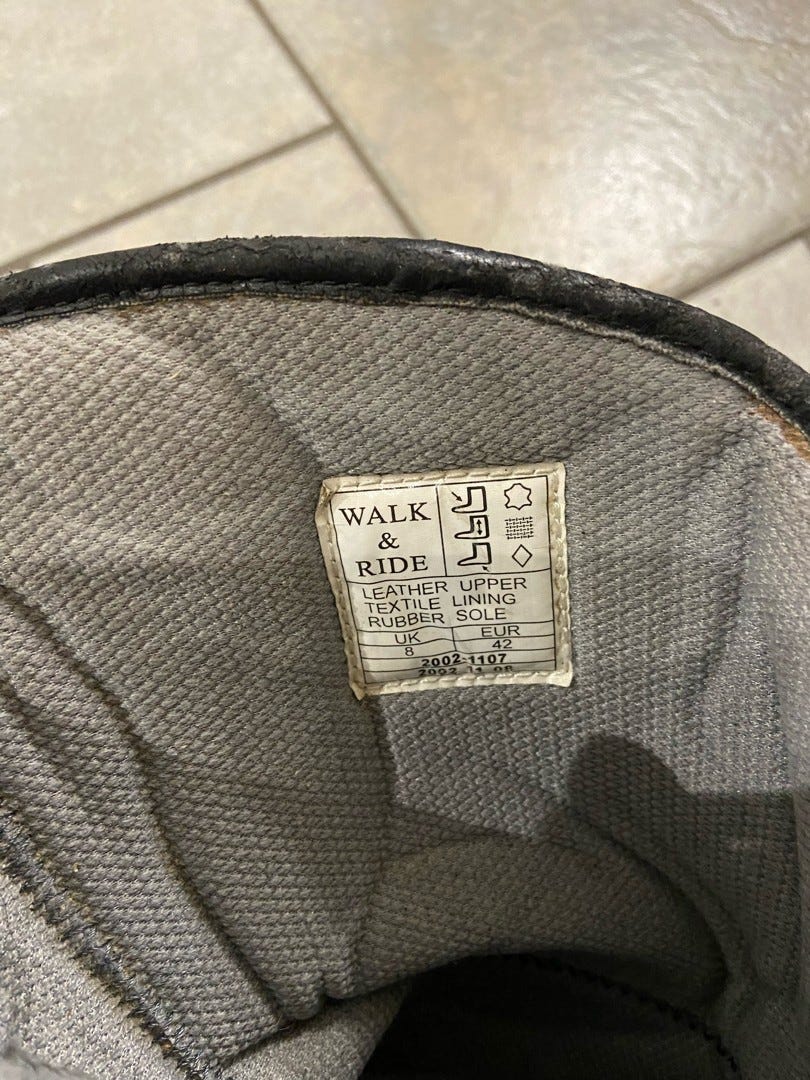 WALK
&
RIDE
LEATHER UPPER
TEXTILE LINING
RUBBER SOLE
UK EUR
8 42
2002-1107